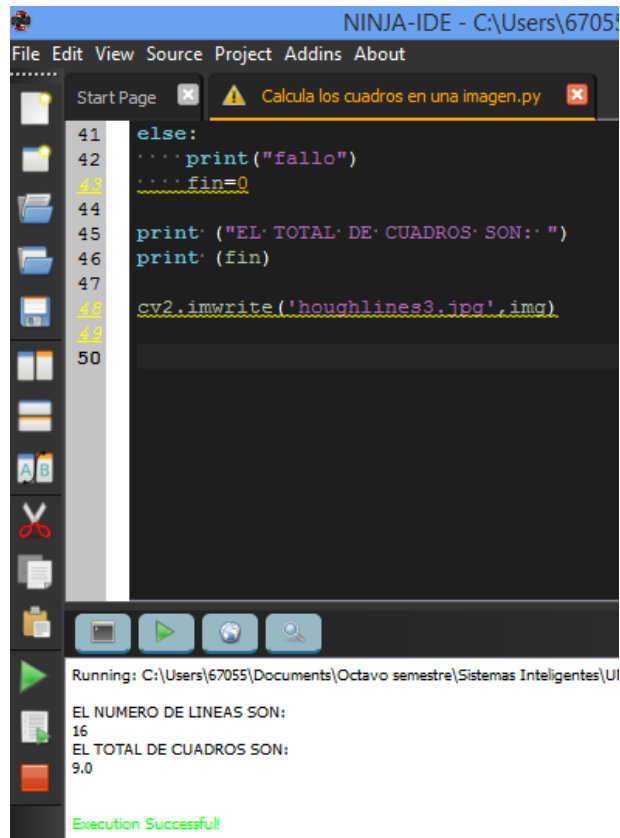 NINJA-IDE - C:\Users\67055
File Edit View Source Project Addins About
Start Page Calcula los cuadros en una imagen.py
41 else:
42 ····print("fallo")
43 ····fin=0
44
45 print· ("EL· TOTAL· DE· CUADROS· SON:· ")
46 print· (fin)
47
48 cv2.imwrite('houghlines3.jpg',img)
49
50
A B
Running: C:\Users\67055\Documents\Octavo semestre\Sistemas Inteligentes\U
EL NUMERO DE LINEAS SON:
16
EL TOTAL DE CUADROS SON:
9.0
Execution Successful!